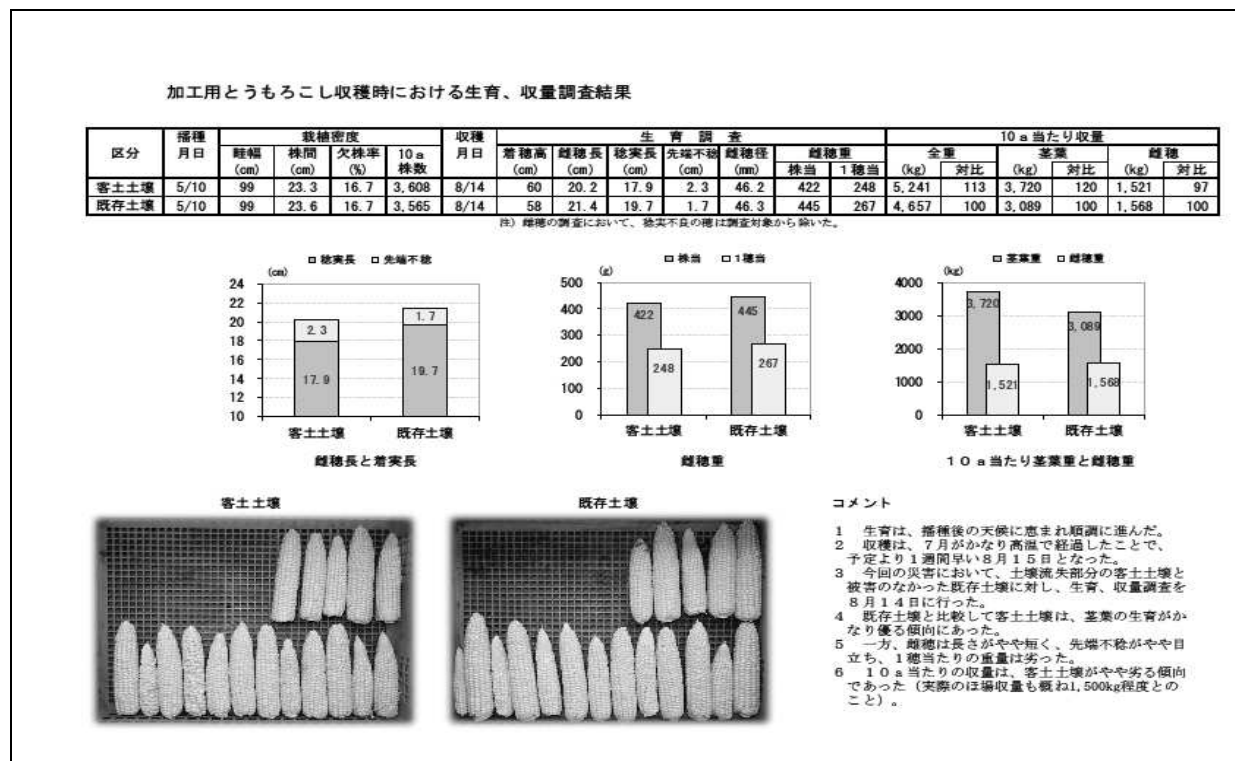 加工用とうもろこし収穫時における生育、収量調査結果
区分 播種月日 栽植密度 収穫月日 生育調査 10a当たり収量
畦幅(cm) 株間(cm) 欠株率(%) 10a株数 着穂高(cm) 雌穂長(cm) 稔実長(cm) 先端不稔(cm) 雌穂径(mm) 雌穂重 全重 茎葉 雌穂
株当 1穂当 (kg) 対比 (kg) 対比 (kg) 対比
客土土壌 5/10 99 23.3 16.7 3,608 8/14 60 20.2 17.9 2.3 46.2 422 248 5,241 113 3,720 120 1,521 97
既存土壌 5/10 99 23.6 16.7 3,565 8/14 58 21.4 19.7 1.7 46.3 445 267 4,657 100 3,089 100 1,568 100
注）雌穂の調査において、稔実不良の穂は調査対象から除いた。
(cm) 稔実長 先端不稔
24
22
20
18
16
14
12
10
2.3
17.9
1.7
19.7
客土土壌 既存土壌
雌穂長と着実長
(g) 株当 1穂当
500
400
300
200
100
0
422
248
445
267
客土土壌 既存土壌
雌穂重
(kg) 茎葉重 雌穂重
4000
3000
2000
1000
0
3,720
1,521
3,089
1,568
客土土壌 既存土壌
10a当たり茎葉重と雌穂重
客土土壌
既存土壌
コメント
1 生育は、播種後の天候に恵まれ順調に進んだ。
2 収穫は、7月がかなり高温で経過したことで、
予定より1週間早い8月15日となった。
3 今回の災害において、土壌流失部分の客土土壌と
被害のなかった既存土壌に対し、生育、収量調査を
8月14日に行った。
4 既存土壌と比較して客土土壌は、茎葉の生育がか
なり優る傾向にあった。
5 一方、雌穂は長さがやや短く、先端不稔がやや目
立ち、1穂当たりの重量は劣った。
6 10a当たりの収量は、客土土壌がやや劣る傾向
であった（実際のほ場収量も概ね1,500kg程度との
こと）。